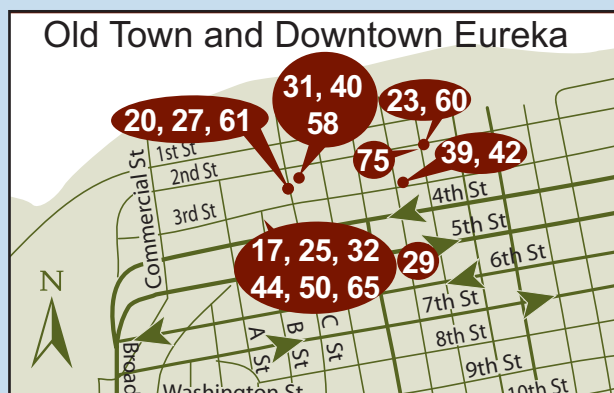 Old Town and Downtown Eureka
31, 40
58
23, 60
20, 27, 61
75
39, 42
1st St
2nd St
3rd St
Commercial St
4th St
5th St
6th St
17, 25, 32
44, 50, 65
29
N
7th St
8th St
9th St
10th St
A St
B St
C St
Broad
Washington St